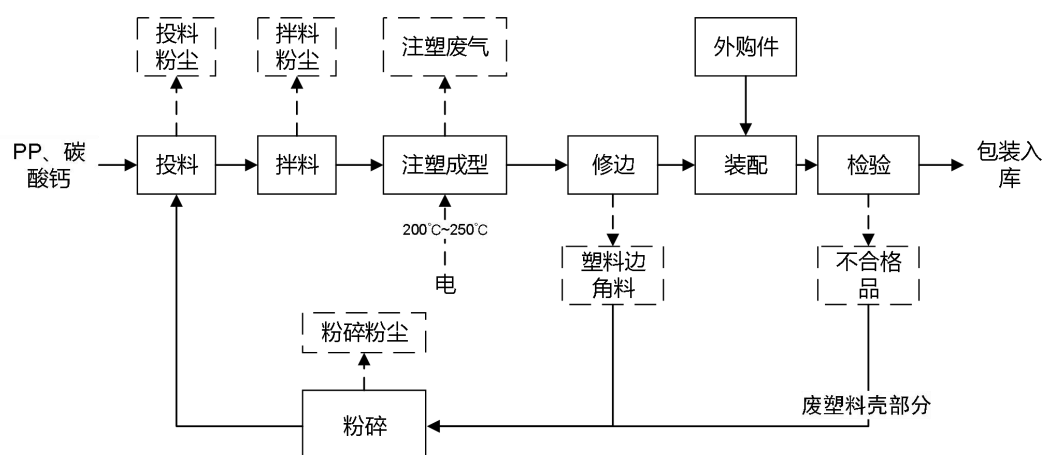 投料
粉尘
拌料
粉尘
注塑废气
外购件
PP、碳
酸钙
投料
拌料
注塑成型
修边
装配
检验
包装入
库
200℃~250℃
电
塑料边
角料
不合格
品
粉碎粉尘
废塑料壳部分
粉碎